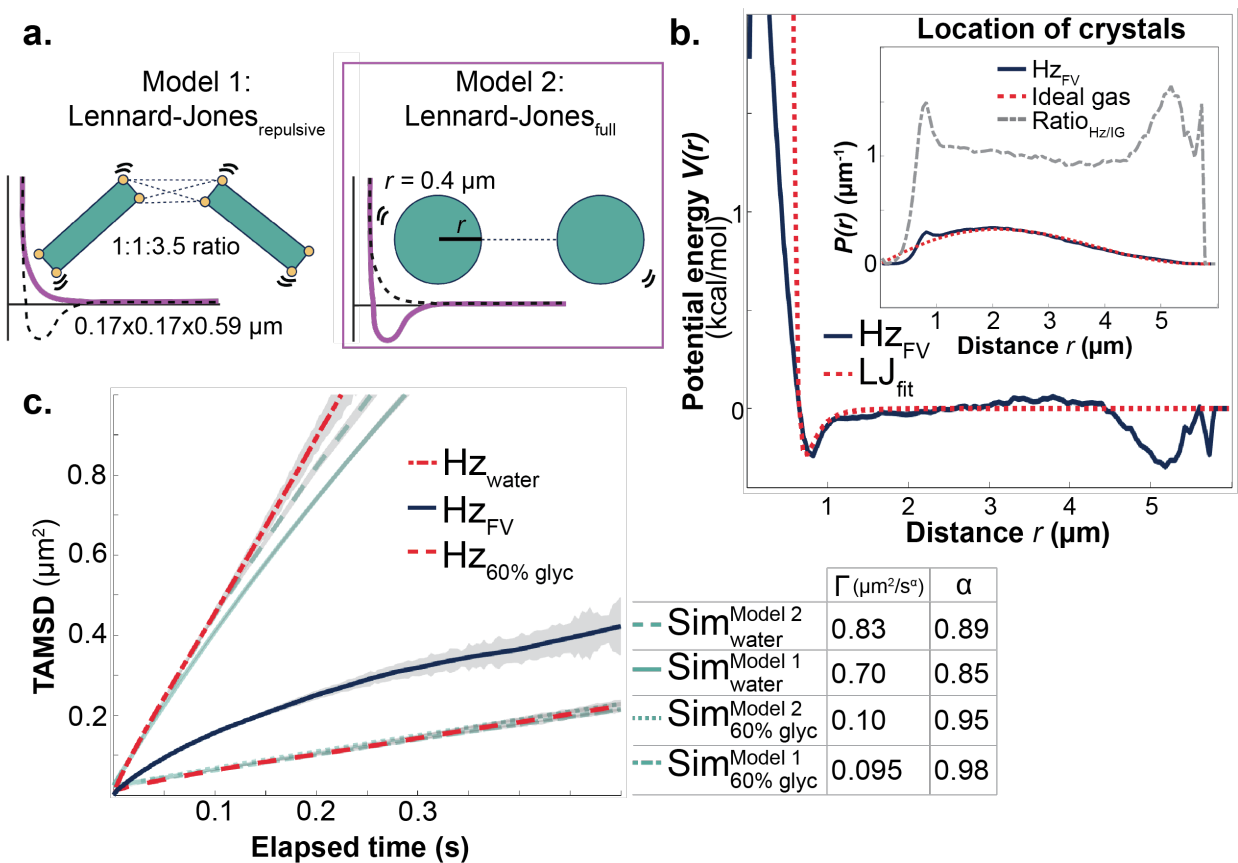 a.
Model 1:
Lennard-Jones repulsive
1:1:3.5 ratio
0.17x0.17x0.59 µm
Model 2:
Lennard-Jones full
r = 0.4 µm
r
b.
Location of crystals
Hz FV
Ideal gas
Ratio Hz/IG
P(r) (µm⁻¹)
1
0
1 2 3 4 5
Distance r (µm)
Potential energy V(r)
(kcal/mol)
1
0
Hz FV
LJ fit
1 2 3 4 5
Distance r (µm)
c.
TAMSD (µm²)
0.8
0.6
0.4
0.2
Hz water
Hz FV
Hz 60% glyc
0.1 0.2 0.3
Elapsed time (s)
Γ (µm²/sᵅ) α
Sim Model 2 water 0.83 0.89
Sim Model 1 water 0.70 0.85
Sim Model 2 60% glyc 0.10 0.95
Sim Model 1 60% glyc 0.095 0.98